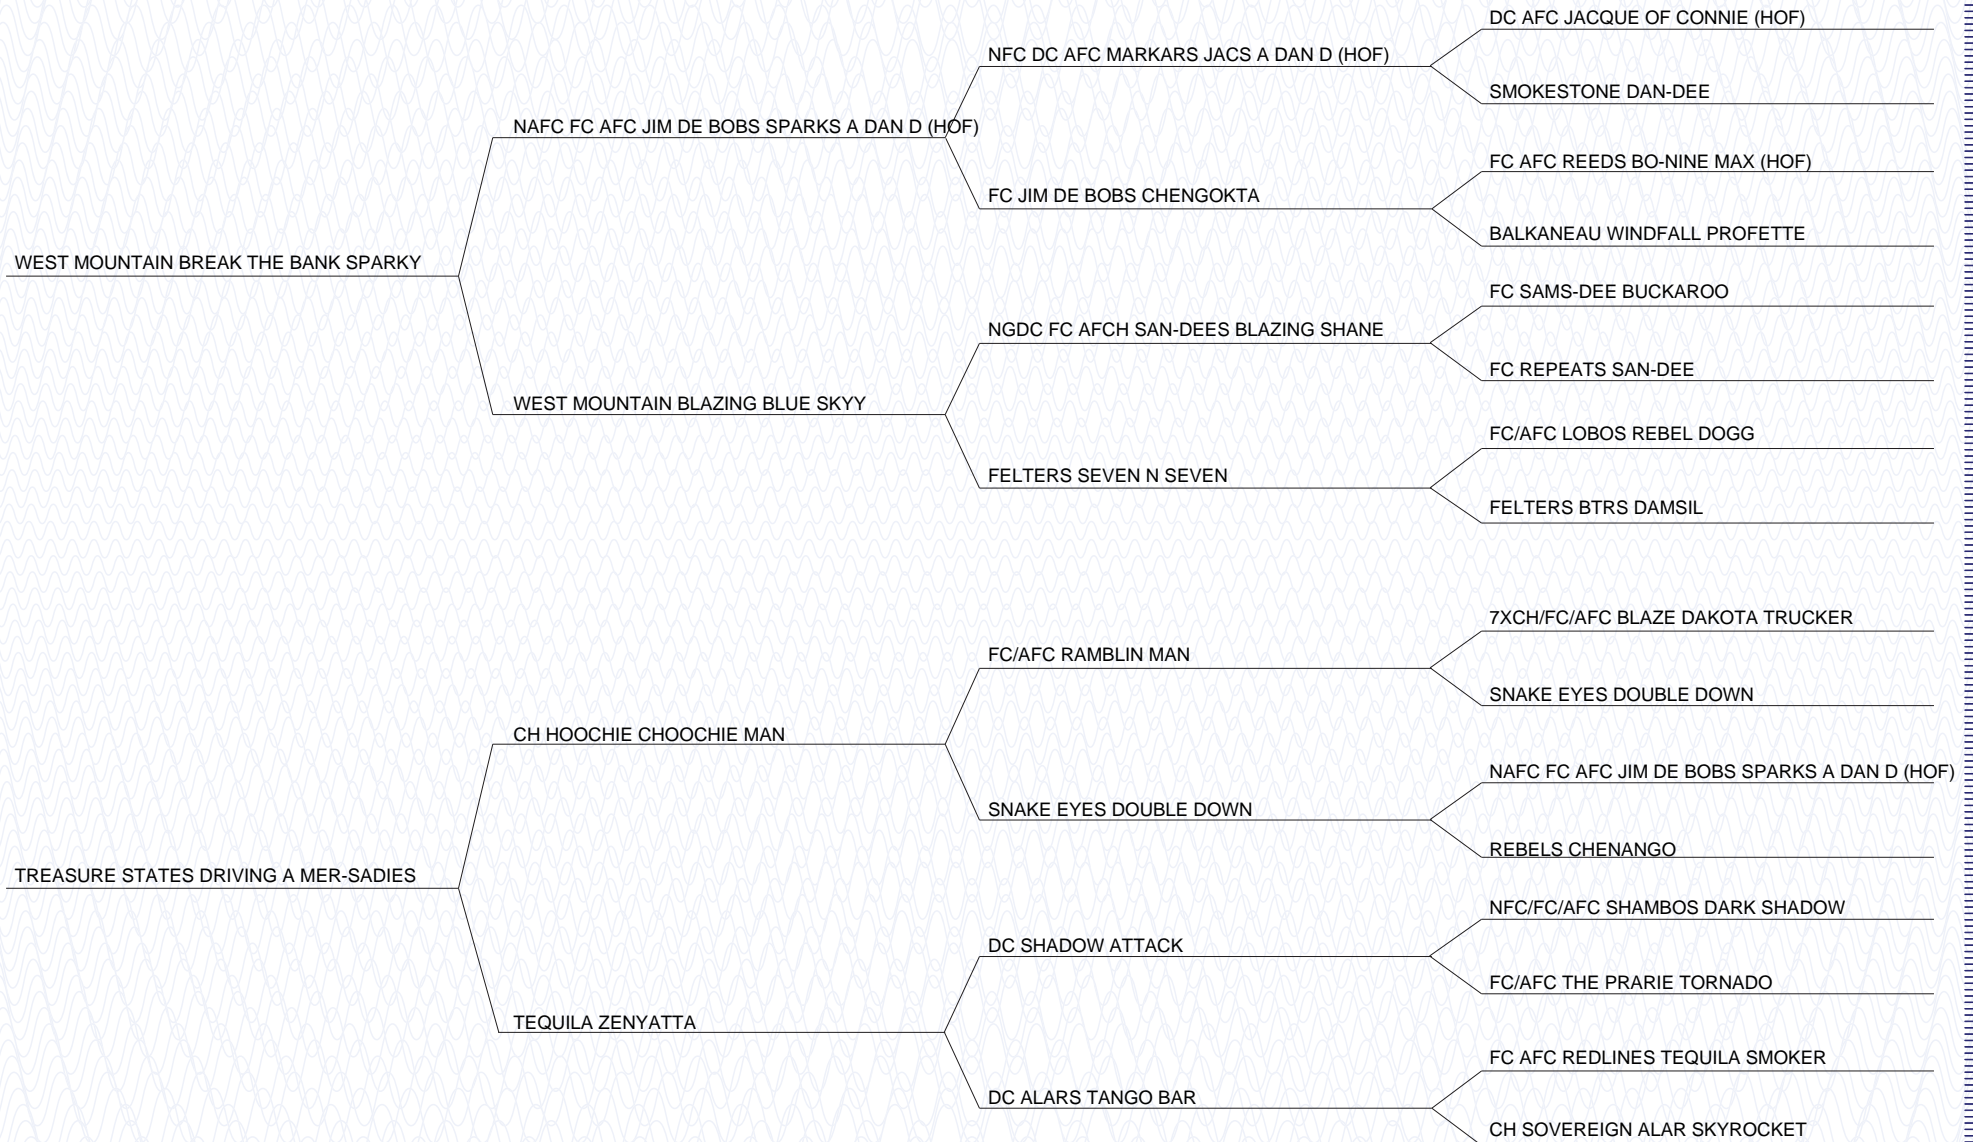 DC AFC JACQUE OF CONNIE (HOF)
NFC DC AFC MARKARS JACS A DAN D (HOF)
SMOKESTONE DAN-DEE
NAFC FC AFC JIM DE BOBS SPARKS A DAN D (HOF)
FC AFC REEDS BO-NINE MAX (HOF)
FC JIM DE BOBS CHENGOKTA
BALKANEAU WINDFALL PROFETTE
WEST MOUNTAIN BREAK THE BANK SPARKY
FC SAMS-DEE BUCKAROO
NGDC FC AFCH SAN-DEES BLAZING SHANE
FC REPEATS SAN-DEE
WEST MOUNTAIN BLAZING BLUE SKYY
FC/AFC LOBOS REBEL DOGG
FELTERS SEVEN N SEVEN
FELTERS BTRS DAMSIL
7XCH/FC/AFC BLAZE DAKOTA TRUCKER
FC/AFC RAMBLIN MAN
SNAKE EYES DOUBLE DOWN
CH HOOCHIE CHOOCHIE MAN
NAFC FC AFC JIM DE BOBS SPARKS A DAN D (HOF)
SNAKE EYES DOUBLE DOWN
REBELS CHENANGO
TREASURE STATES DRIVING A MER-SADIES
NFC/FC/AFC SHAMBOS DARK SHADOW
DC SHADOW ATTACK
FC/AFC THE PRARIE TORNADO
TEQUILA ZENYATTA
FC AFC REDLINES TEQUILA SMOKER
DC ALARS TANGO BAR
CH SOVEREIGN ALAR SKYROCKET